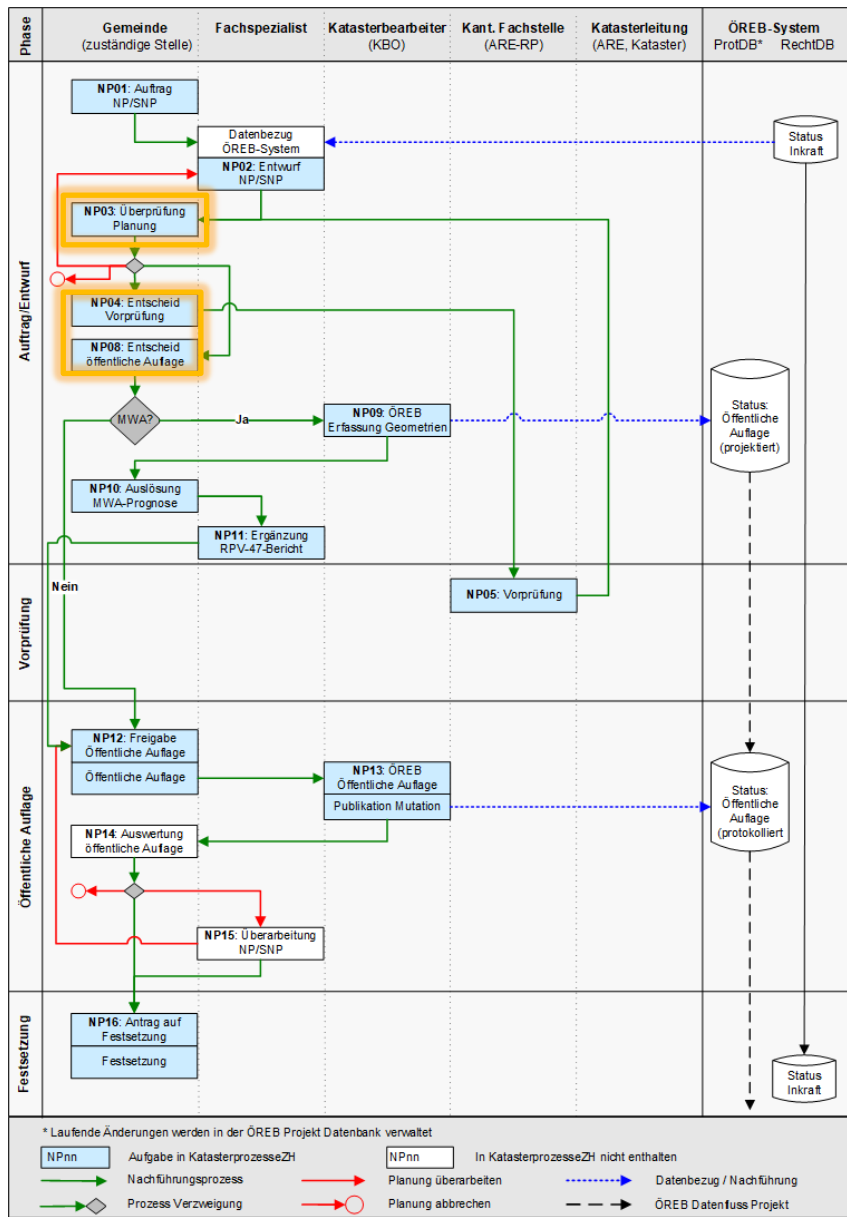 Phase
Gemeinde
(zuständige Stelle)
Fachspezialist
Katasterbearbeiter
(KBO)
Kant. Fachstelle
(ARE-RP)
Katasterleitung
(ARE, Kataster)
ÖREB-System
ProtDB* RechtDB
Auftrag/Entwurf
NP01: Auftrag
NP/SNP
Datenbezug
ÖREB-System
NP02: Entwurf
NP/SNP
Status
Inkraft
NP03: Überprüfung
Planung
NP04: Entscheid
Vorprüfung
NP08: Entscheid
öffentliche Auflage
MWA?
Ja
NP09: ÖREB
Erfassung Geometrien
Status:
Öffentliche
Auflage
(projektiert)
NP10: Auslösung
MWA-Prognose
NP11: Ergänzung
RPV-47-Bericht
Nein
Vorprüfung
NP05: Vorprüfung
Öffentliche Auflage
NP12: Freigabe
Öffentliche Auflage
Öffentliche Auflage
NP13: ÖREB
Öffentliche Auflage
Publikation Mutation
Status:
Öffentliche
Auflage
(protokolliert
NP14: Auswertung
öffentliche Auflage
NP15: Überarbeitung
NP/SNP
Festsetzung
NP16: Antrag auf
Festsetzung
Festsetzung
Status
Inkraft
* Laufende Änderungen werden in der ÖREB Projekt Datenbank verwaltet
NPnn Aufgabe in KatasterprozesseZH NPnn In KatasterprozesseZH nicht enthalten
Nachführungsprozess Planung überarbeiten Datenbezug / Nachführung
Prozess Verzweigung Planung abbrechen ÖREB Datenfluss Projekt